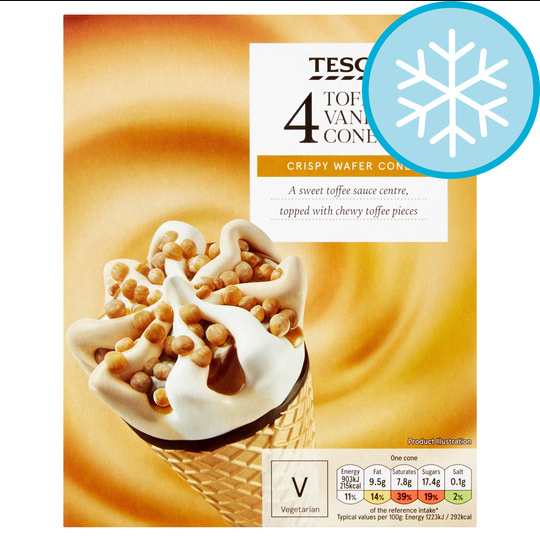 TESC
4
TOF
VAN
CONE
CRISPY WAFER CONE
A sweet toffee sauce centre,
topped with chewy toffee pieces
Product Illustration
V
Vegetarian
One cone
Energy Fat Saturates Sugars Salt
903kJ 9.5g 7.8g 17.4g 0.1g
215kcal
11% 14% 39% 19% 2%
of the reference intake*
Typical values per 100g: Energy 1223kJ / 292kcal